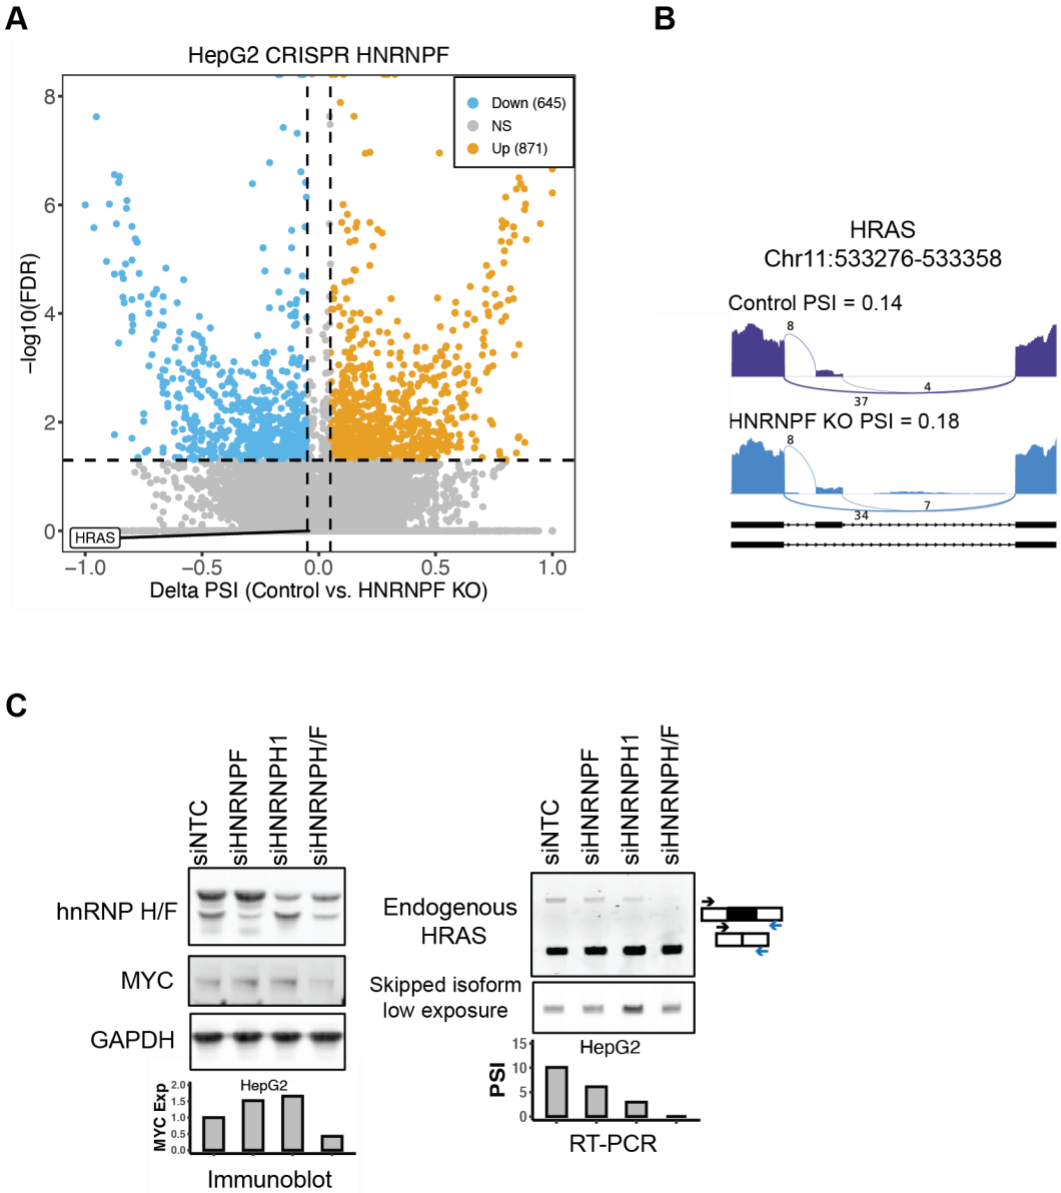 A
HepG2 CRISPR HNRNPF
Down (645)
NS
Up (871)
8
6
4
2
0
−log10(FDR)
HRAS
−1.0 −0.5 0.0 0.5 1.0
Delta PSI (Control vs. HNRNPF KO)
B
HRAS
Chr11:533276-533358
Control PSI = 0.14
8
4
37
HNRNPF KO PSI = 0.18
8
7
34
C
siNTC
siHNRNPF
siHNRNPH1
siHNRNPH/F
hnRNP H/F
MYC
GAPDH
MYC Exp
2.0
1.5
1.0
0.5
0.0
HepG2
Immunoblot
siNTC
siHNRNPF
siHNRNPH1
siHNRNPH/F
Endogenous
HRAS
Skipped isoform
low exposure
PSI
15
10
5
0
HepG2
RT-PCR